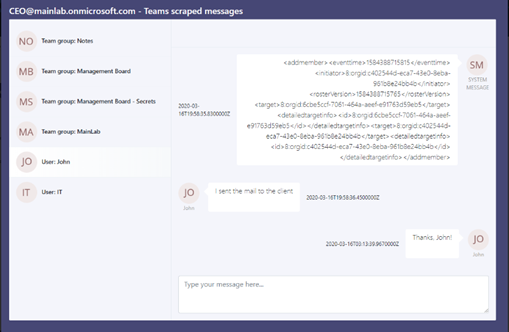 CEO@mainlab.onmicrosoft.com - Teams scraped messages
NO Team group: Notes
MB Team group: Management Board
MS Team group: Management Board - Secrets
MA Team group: MainLab
JO User: John
IT User: IT
<addmember> <eventtime>1584388715815</eventtime>
<initiator>8:orgid:c402544d-eca7-43e0-8eba-
961b8e24bb4b</initiator>
<rosterVersion>1584388715765</rosterVersion>
<target>8:orgid:6cbe5ccf-7061-464a-aeef-e91763d59eb5</target>
<detailedtargetinfo> <id>8:orgid:6cbe5ccf-7061-464a-aeef-
e91763d59eb5</id> </detailedtargetinfo> <target>8:orgid:c402544d-
eca7-43e0-8eba-961b8e24bb4b</target> <detailedtargetinfo>
<id>8:orgid:c402544d-eca7-43e0-8eba-961b8e24bb4b</id>
</detailedtargetinfo> </addmember>
SM
SYSTEM
MESSAGE
2020-03-
16T19:58:35.8300000Z
JO
John
I sent the mail to the client
2020-03-16T19:58:36.4500000Z
2020-03-16T03:13:39.9670000Z
Thanks, John!
JO
John
Type your message here...